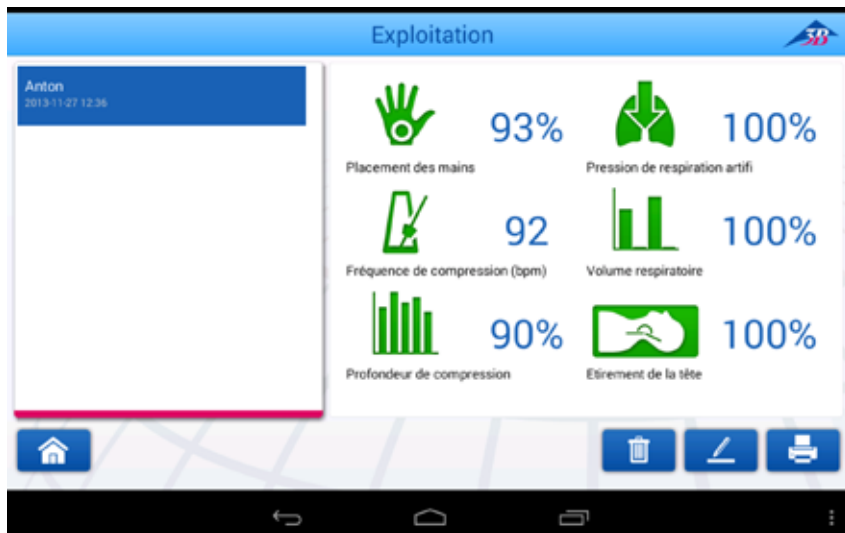 Exploitation
3B
Anton
2013-11-27 12:36
93%
Placement des mains
100%
Pression de respiration artifi
92
Fréquence de compression (bpm)
100%
Volume respiratoire
90%
Profondeur de compression
100%
Etirement de la tête